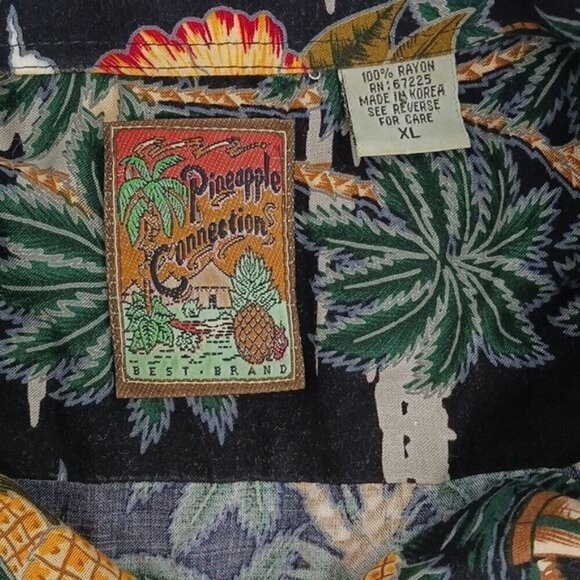 Pineapple
Connection
BEST BRAND
100% RAYON
RN: 67225
MADE IN KOREA
SEE REVERSE
FOR CARE
XL